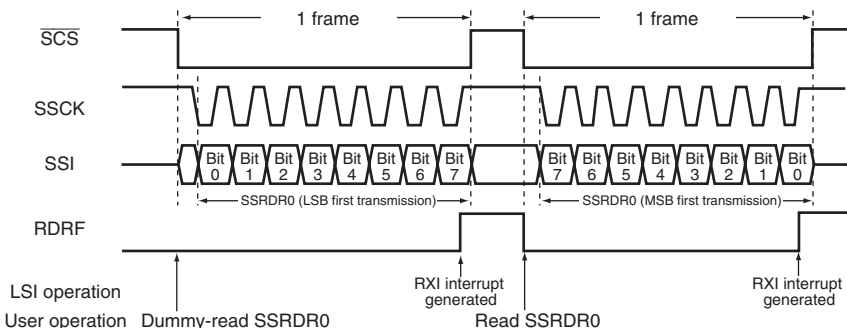 1 frame 1 frame
SCS
SSCK
SSI
Bit 0 Bit 1 Bit 2 Bit 3 Bit 4 Bit 5 Bit 6 Bit 7 Bit 7 Bit 6 Bit 5 Bit 4 Bit 3 Bit 2 Bit 1 Bit 0
SSRDR0 (LSB first transmission) SSRDR0 (MSB first transmission)
RDRF
LSI operation
RXI interrupt generated
RXI interrupt generated
User operation Dummy-read SSRDR0 Read SSRDR0